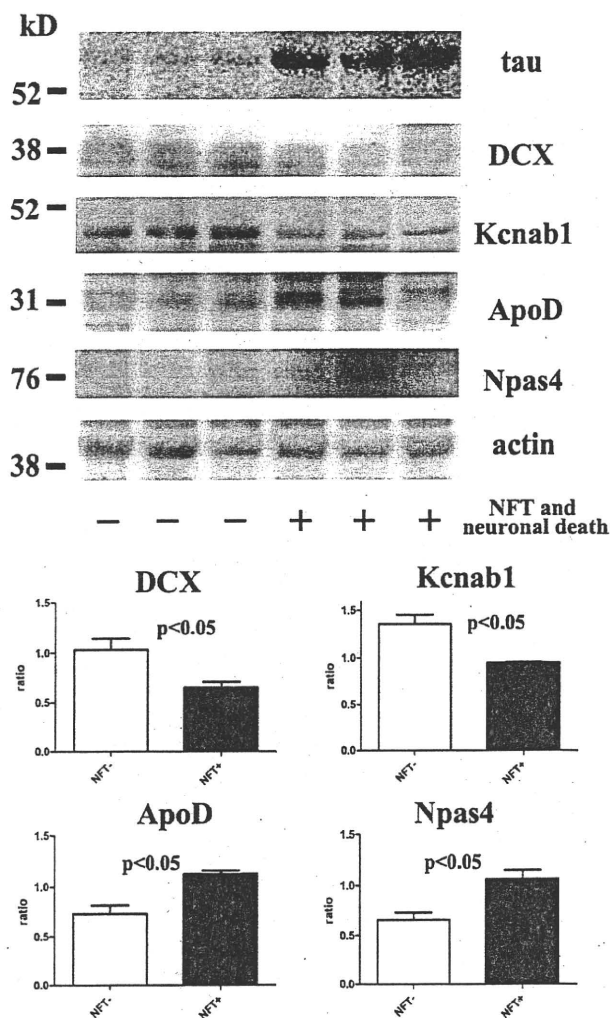 kD
tau
52
38
DCX
52
Kcnab1
31
ApoD
76
Npas4
38
actin
− − − + + +
NFT and
neuronal death
DCX
Kcnab1
1.5
1.0
0.5
0.0
ratio
p<0.05
NFT-
NFT+
1.5
1.0
0.5
0.0
ratio
p<0.05
NFT-
NFT+
ApoD
Npas4
1.5
1.0
0.5
0.0
ratio
p<0.05
NFT-
NFT+
1.5
1.0
0.5
0.0
ratio
p<0.05
NFT-
NFT+